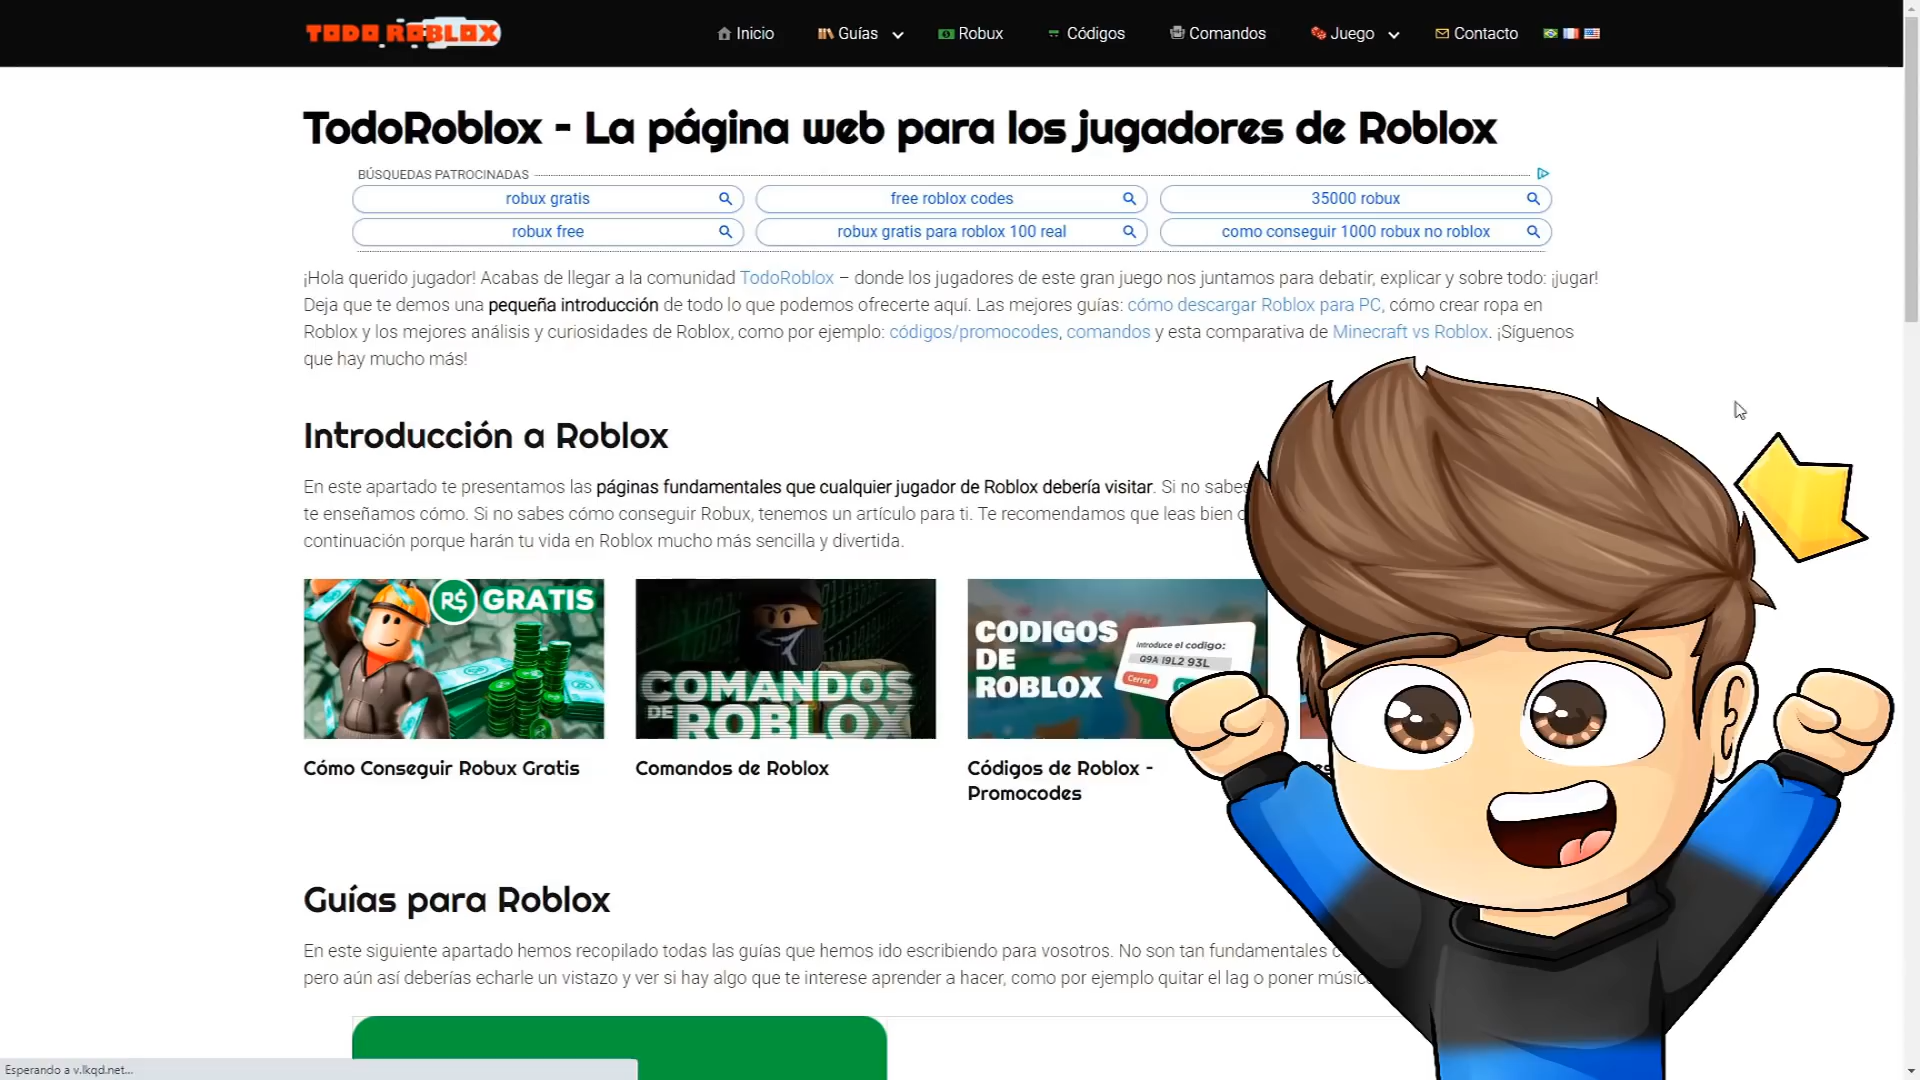 TODO ROBLOX
Inicio Guías Robux Códigos Comandos Juego Contacto
TodoRoblox - La página web para los jugadores de Roblox
BÚSQUEDAS PATROCINADAS
robux gratis free roblox codes 35000 robux
robux free robux gratis para roblox 100 real como conseguir 1000 robux no roblox
¡Hola querido jugador! Acabas de llegar a la comunidad TodoRoblox – donde los jugadores de este gran juego nos juntamos para debatir, explicar y sobre todo: ¡jugar!
Deja que te demos una pequeña introducción de todo lo que podemos ofrecerte aquí. Las mejores guías: cómo descargar Roblox para PC, cómo crear ropa en
Roblox y los mejores análisis y curiosidades de Roblox, como por ejemplo: códigos/promocodes, comandos y esta comparativa de Minecraft vs Roblox. ¡Síguenos
que hay mucho más!
Introducción a Roblox
En este apartado te presentamos las páginas fundamentales que cualquier jugador de Roblox debería visitar. Si no sabes
te enseñamos cómo. Si no sabes cómo conseguir Robux, tenemos un artículo para ti. Te recomendamos que leas bien
continuación porque harán tu vida en Roblox mucho más sencilla y divertida.
R$ GRATIS
COMANDOS
DE ROBLOX
CODIGOS
DE
ROBLOX
Introduce el codigo:
Q9A I9L2 93L
Cerrar
Cómo Conseguir Robux Gratis
Comandos de Roblox
Códigos de Roblox -
Promocodes
Guías para Roblox
En este siguiente apartado hemos recopilado todas las guías que hemos ido escribiendo para vosotros. No son tan fundamentales
pero aún así deberías echarle un vistazo y ver si hay algo que te interese aprender a hacer, como por ejemplo quitar el lag o poner músic
Esperando a v.lkqd.net...